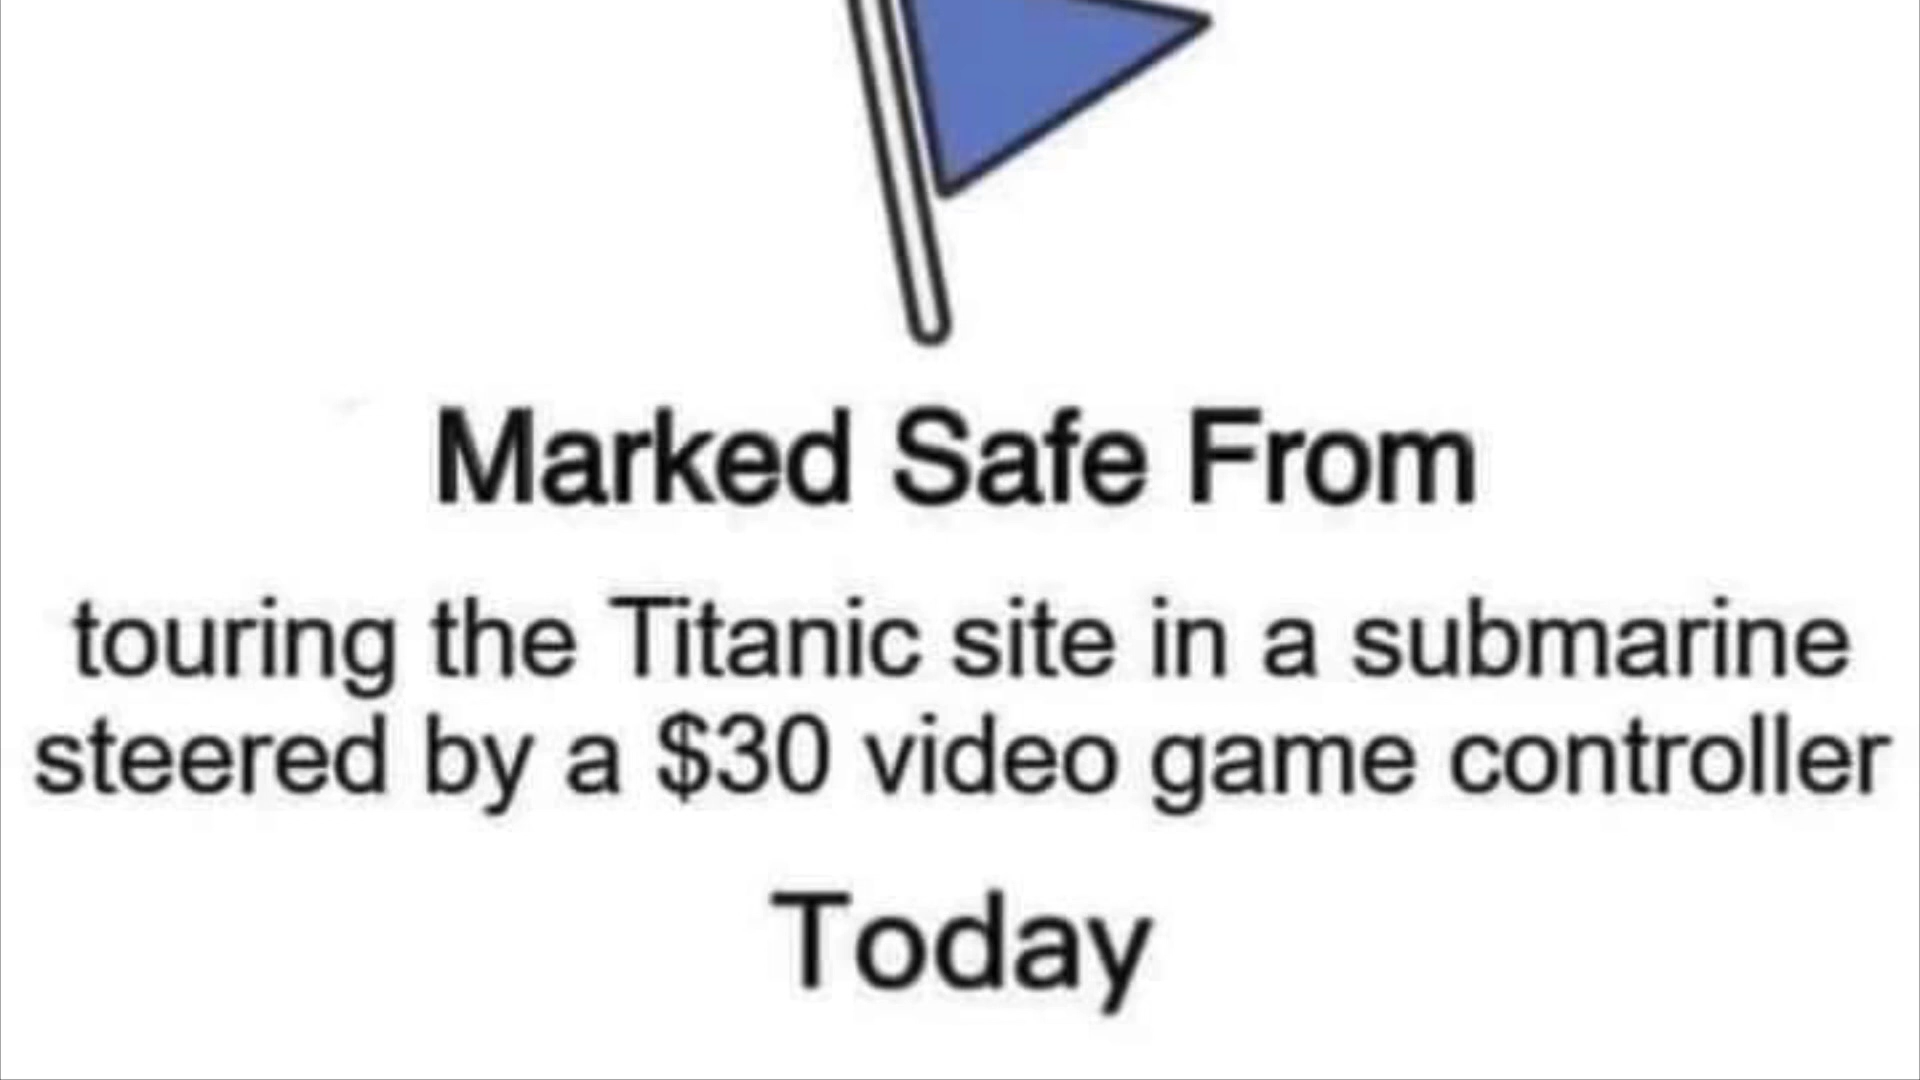 Marked Safe From
touring the Titanic site in a submarine
steered by a $30 video game controller
Today